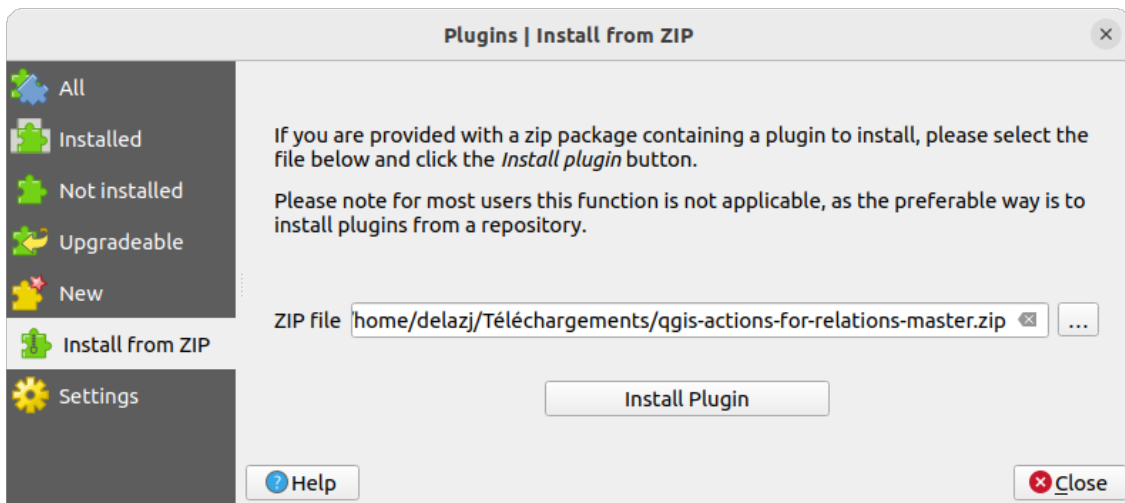 Plugins | Install from ZIP
All
Installed
Not installed
Upgradeable
New
Install from ZIP
Settings
If you are provided with a zip package containing a plugin to install, please select the
file below and click the Install plugin button.
Please note for most users this function is not applicable, as the preferable way is to
install plugins from a repository.
ZIP file /home/delazj/Téléchargements/qgis-actions-for-relations-master.zip ...
Install Plugin
Help
Close